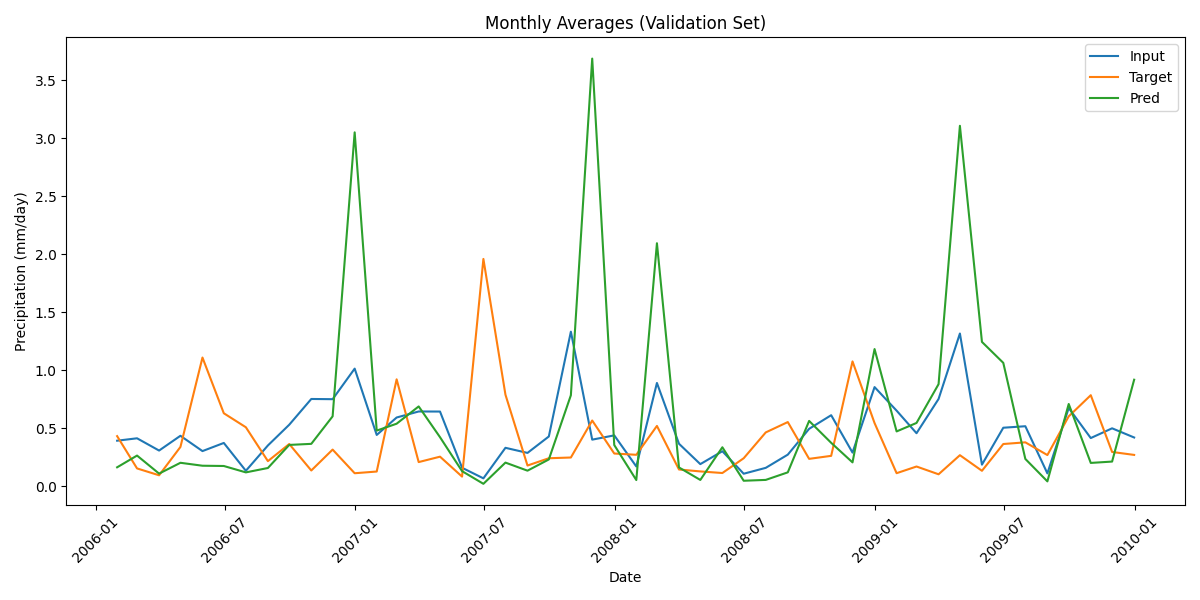 Monthly Averages (Validation Set)
Input
Target
Pred
Precipitation (mm/day)
3.5
3.0
2.5
2.0
1.5
1.0
0.5
0.0
2006-01
2006-07
2007-01
2007-07
2008-01
2008-07
2009-01
2009-07
2010-01
Date